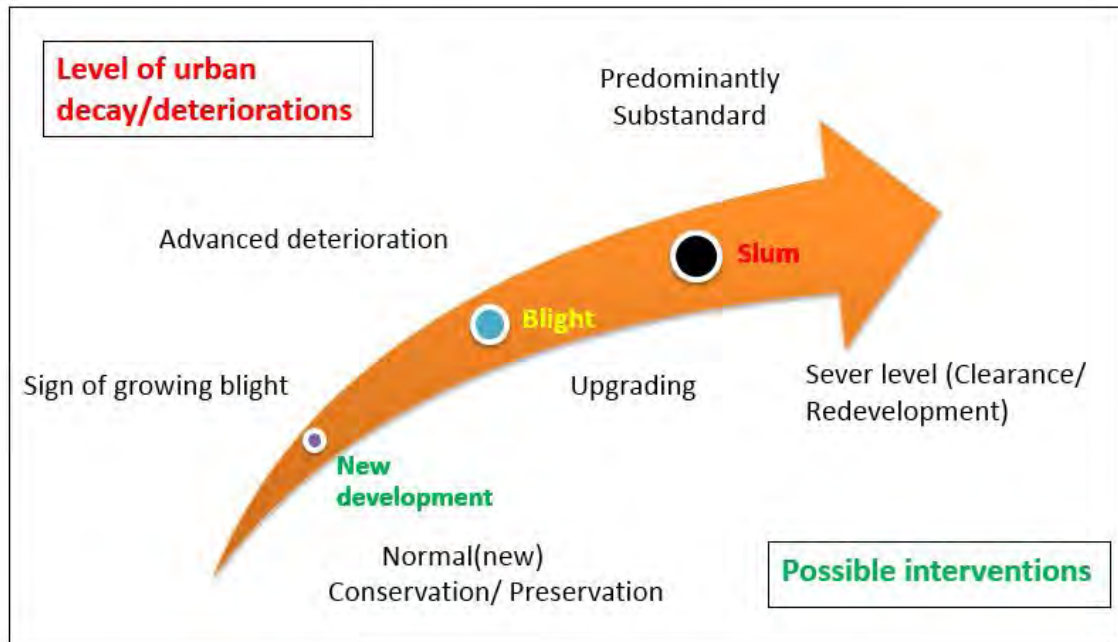 Level of urban
decay/deteriorations
Predominantly
Substandard
Advanced deterioration
Slum
Blight
Sign of growing blight
Upgrading
Sever level (Clearance/
Redevelopment)
New
development
Normal(new)
Conservation/ Preservation
Possible interventions